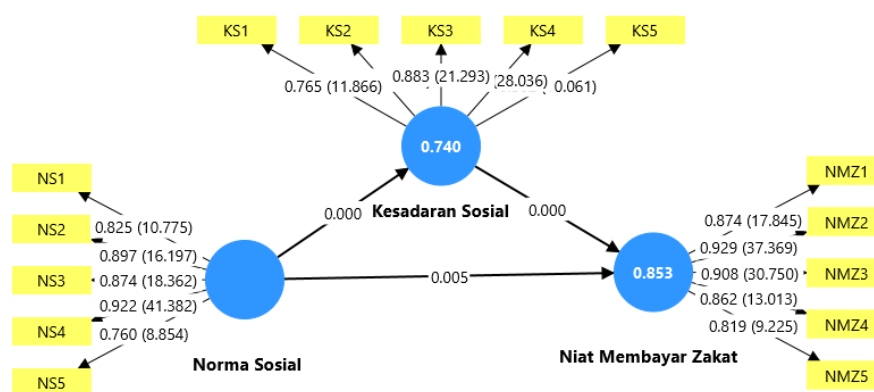 KS1 KS2 KS3 KS4 KS5
0.765 (11.866) 0.883 (21.293) (28.036) 0.061)
0.740
Kesadaran Sosial
0.000 0.000
NS1
NS2
NS3
NS4
NS5
0.825 (10.775)
0.897 (16.197)
0.874 (18.362)
0.922 (41.382)
0.760 (8.854)
Norma Sosial
0.005
0.853
Niat Membayar Zakat
0.874 (17.845)
0.929 (37.369)
0.908 (30.750)
0.862 (13.013)
0.819 (9.225)
NMZ1
NMZ2
NMZ3
NMZ4
NMZ5